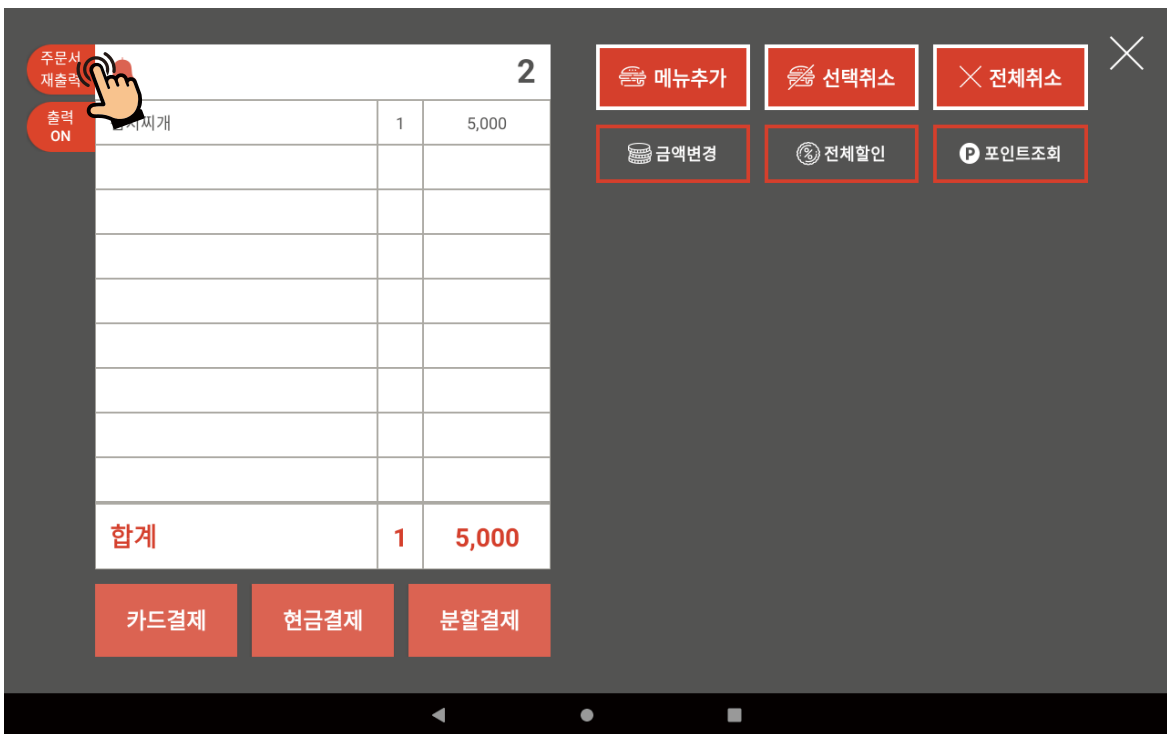 주문서
재출력
2
메뉴추가
선택취소
전체취소
출력
ON
1
5,000
금액변경
전체할인
P 포인트조회
합계
1
5,000
카드결제
현금결제
분할결제